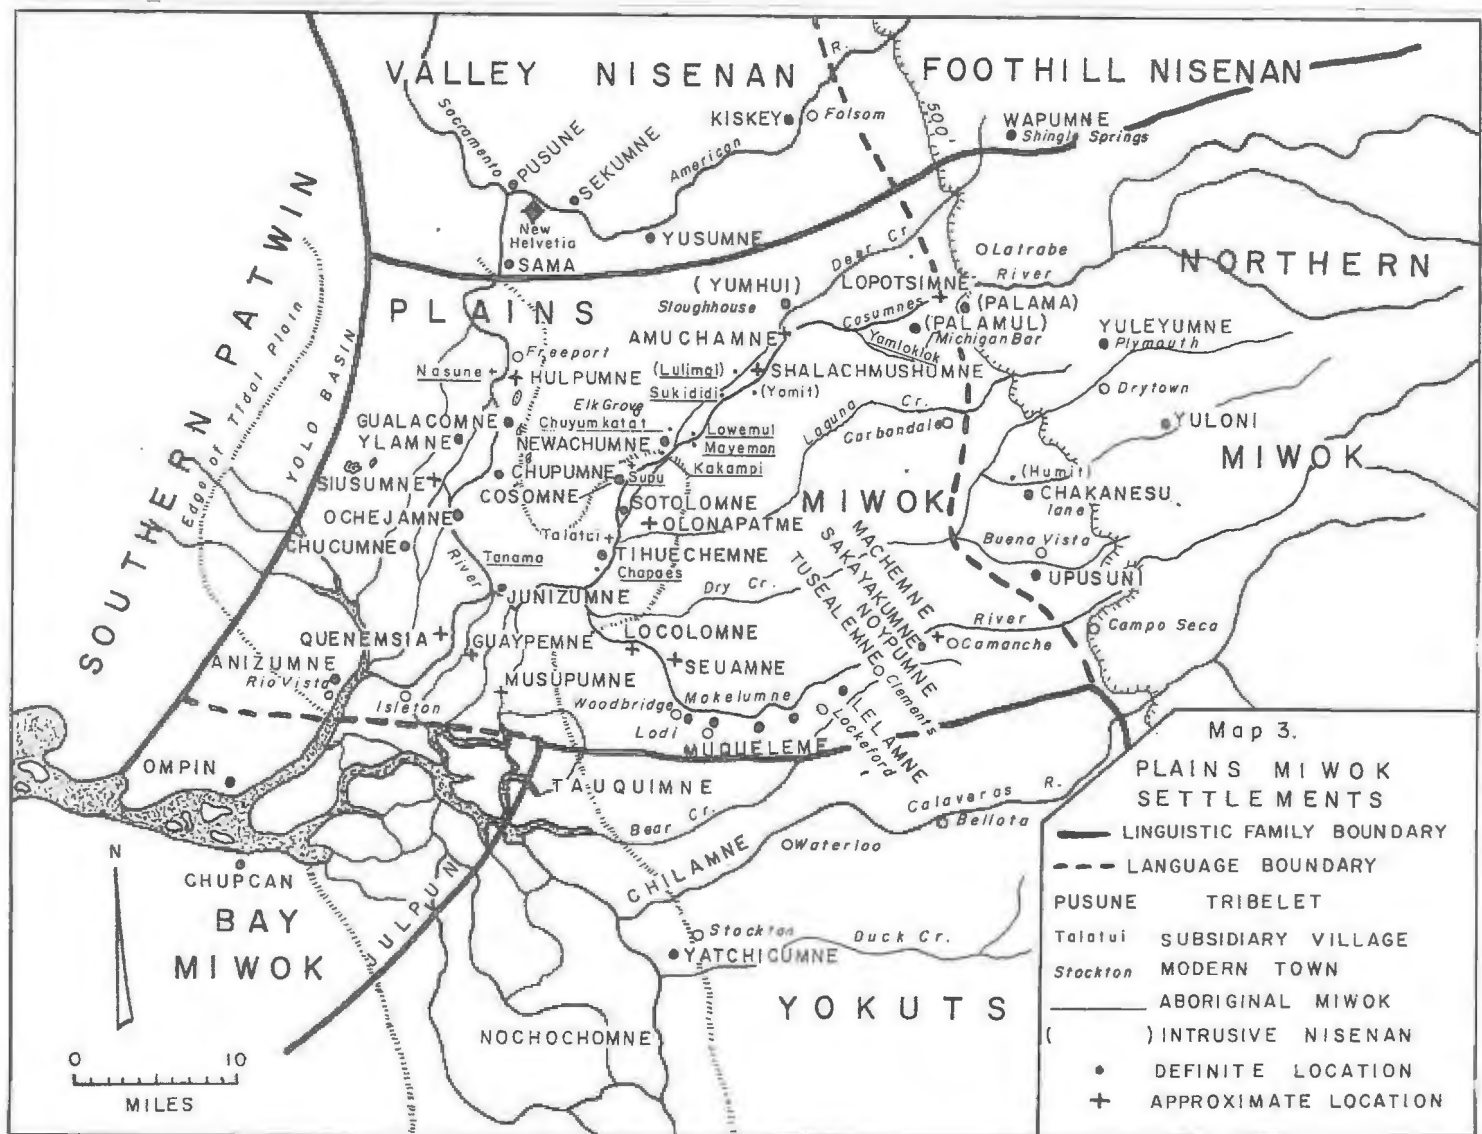 VALLEY NISENAN
FOOTHILL NISENAN
R.
500'
Sacramento
PUSUNE
SEKUMNE
KISKEY
Folsom
American
WAPUMNE
Shingle Springs
New
Helvetia
YUSUMNE
SAMA
SOUTHERN PATWIN
Edge of Tidal Plain
YOLO BASIN
PLAINS
MIWOK
NORTHERN
MIWOK
Dear Cr.
Latrobe
River
LOPOTSIMNE
(YUMHUI)
Sloughhouse
Cosumnes
(PALAMA)
(PALAMUL)
Michigan Bar
Yamloklok
AMUCHAMNE
YULEYUMNE
Plymouth
Freeport
Nasune
HULPUMNE
(Lulimal)
SHALACHMUSHUMNE
Sukididi
(Yomit)
Drytown
Elk Grove
Chuyumkatat
GUALACOMNE
YLAMNE
NEWACHUMNE
Lowemul
Mayeman
Kakampi
Laguna Cr.
Carbondale
YULONI
CHUPUMNE
Supu
SIUSUMNE
COSOMNE
(Humit)
CHAKANESU
Ione
SOTOLOMNE
OCHEJAMNE
OLONAPATME
Talatui
CHUCUMNE
TIHUECHEMNE
Chapaes
Tanama
River
Buena Vista
UPUSUNI
MACHEMNE
SAKAYAKUMNE
NOYPUMNE
TUSEALEMNE
Dry Cr.
JUNIZUMNE
River
Camanche
Campo Seca
QUENEMSIA
GUAYPEMNE
LOCOLOMNE
ANIZUMNE
Rio Vista
SEUAMNE
MUSUPUMNE
Isleton
Woodbridge
Mokelumne
Clements
Lodi
ILELAMNE
Lockeford
MUQUELEME
OMPIN
TAUQUIMNE
Bear Cr.
Calaveras R.
Bellota
CHILAMNE
Waterloo
N
CHUPCAN
BAY
MIWOK
JULPUN
Stockton
Duck Cr.
YATCHICUMNE
YOKUTS
NOCHOCHOMNE
0 10
MILES
Map 3.
PLAINS MIWOK
SETTLEMENTS
LINGUISTIC FAMILY BOUNDARY
LANGUAGE BOUNDARY
PUSUNE TRIBELET
Talatui SUBSIDIARY VILLAGE
Stockton MODERN TOWN
ABORIGINAL MIWOK
( ) INTRUSIVE NISENAN
DEFINITE LOCATION
APPROXIMATE LOCATION